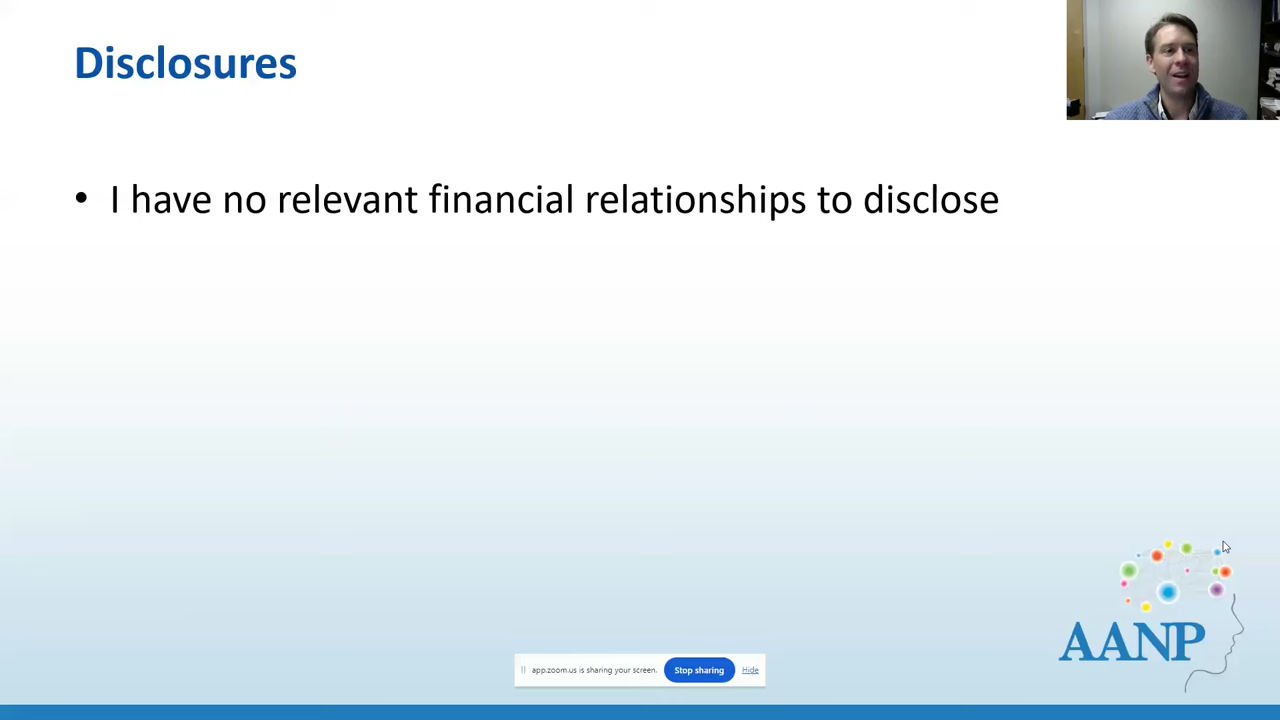 Disclosures
• I have no relevant financial relationships to disclose
AANP
app.zoom.us is sharing your screen.
Stop sharing
Hide